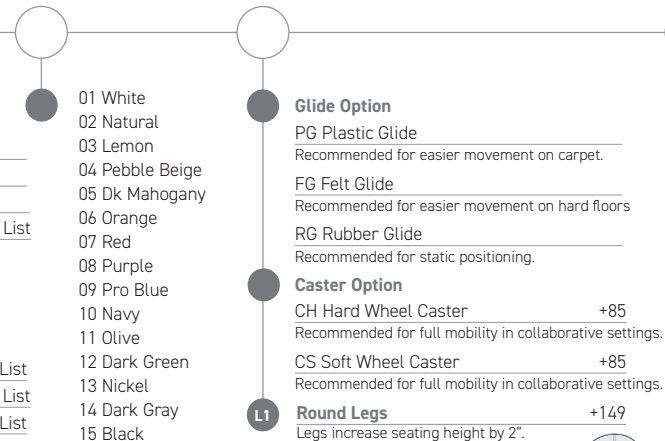 List
List
List
List
01 White
02 Natural
03 Lemon
04 Pebble Beige
05 Dk Mahogany
06 Orange
07 Red
08 Purple
09 Pro Blue
10 Navy
11 Olive
12 Dark Green
13 Nickel
14 Dark Gray
15 Black
Glide Option
PG Plastic Glide
Recommended for easier movement on carpet.
FG Felt Glide
Recommended for easier movement on hard floors
RG Rubber Glide
Recommended for static positioning.
Caster Option
CH Hard Wheel Caster +85
Recommended for full mobility in collaborative settings.
CS Soft Wheel Caster +85
Recommended for full mobility in collaborative settings.
L1 Round Legs +149
Legs increase seating height by 2".